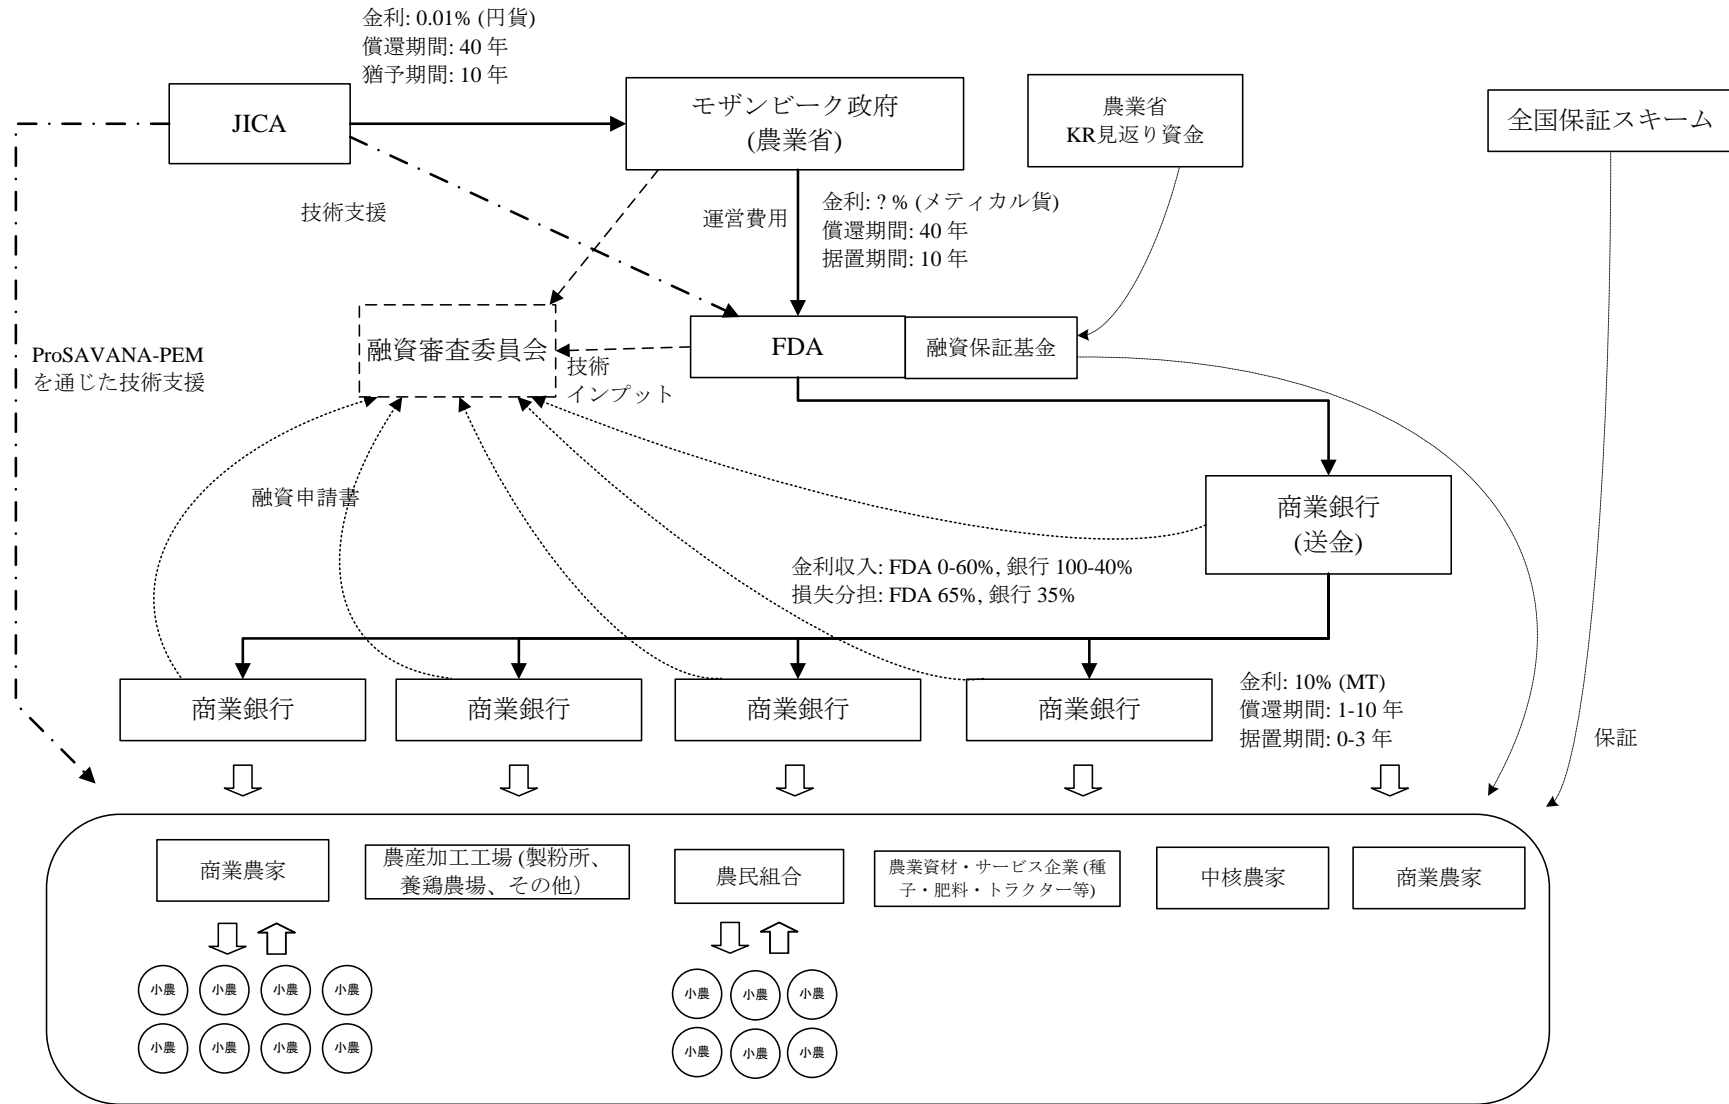 金利: 0.01% (円貨)
償還期間: 40 年
猶予期間: 10 年
JICA
モザンビーク政府
(農業省)
農業省
KR見返り資金
全国保証スキーム
技術支援
運営費用
金利: ? % (メティカル貨)
償還期間: 40 年
据置期間: 10 年
ProSAVANA-PEM
を通じた技術支援
融資審査委員会
技術
インプット
FDA
融資保証基金
融資申請書
商業銀行
(送金)
金利収入: FDA 0-60%, 銀行 100-40%
損失分担: FDA 65%, 銀行 35%
商業銀行
商業銀行
商業銀行
商業銀行
金利: 10% (MT)
償還期間: 1-10 年
据置期間: 0-3 年
保証
商業農家
農産加工工場 (製粉所、
養鶏農場、その他）
農民組合
農業資材・サービス企業 (種
子・肥料・トラクター等)
中核農家
商業農家
小農 小農 小農 小農
小農 小農 小農 小農
小農 小農 小農
小農 小農 小農